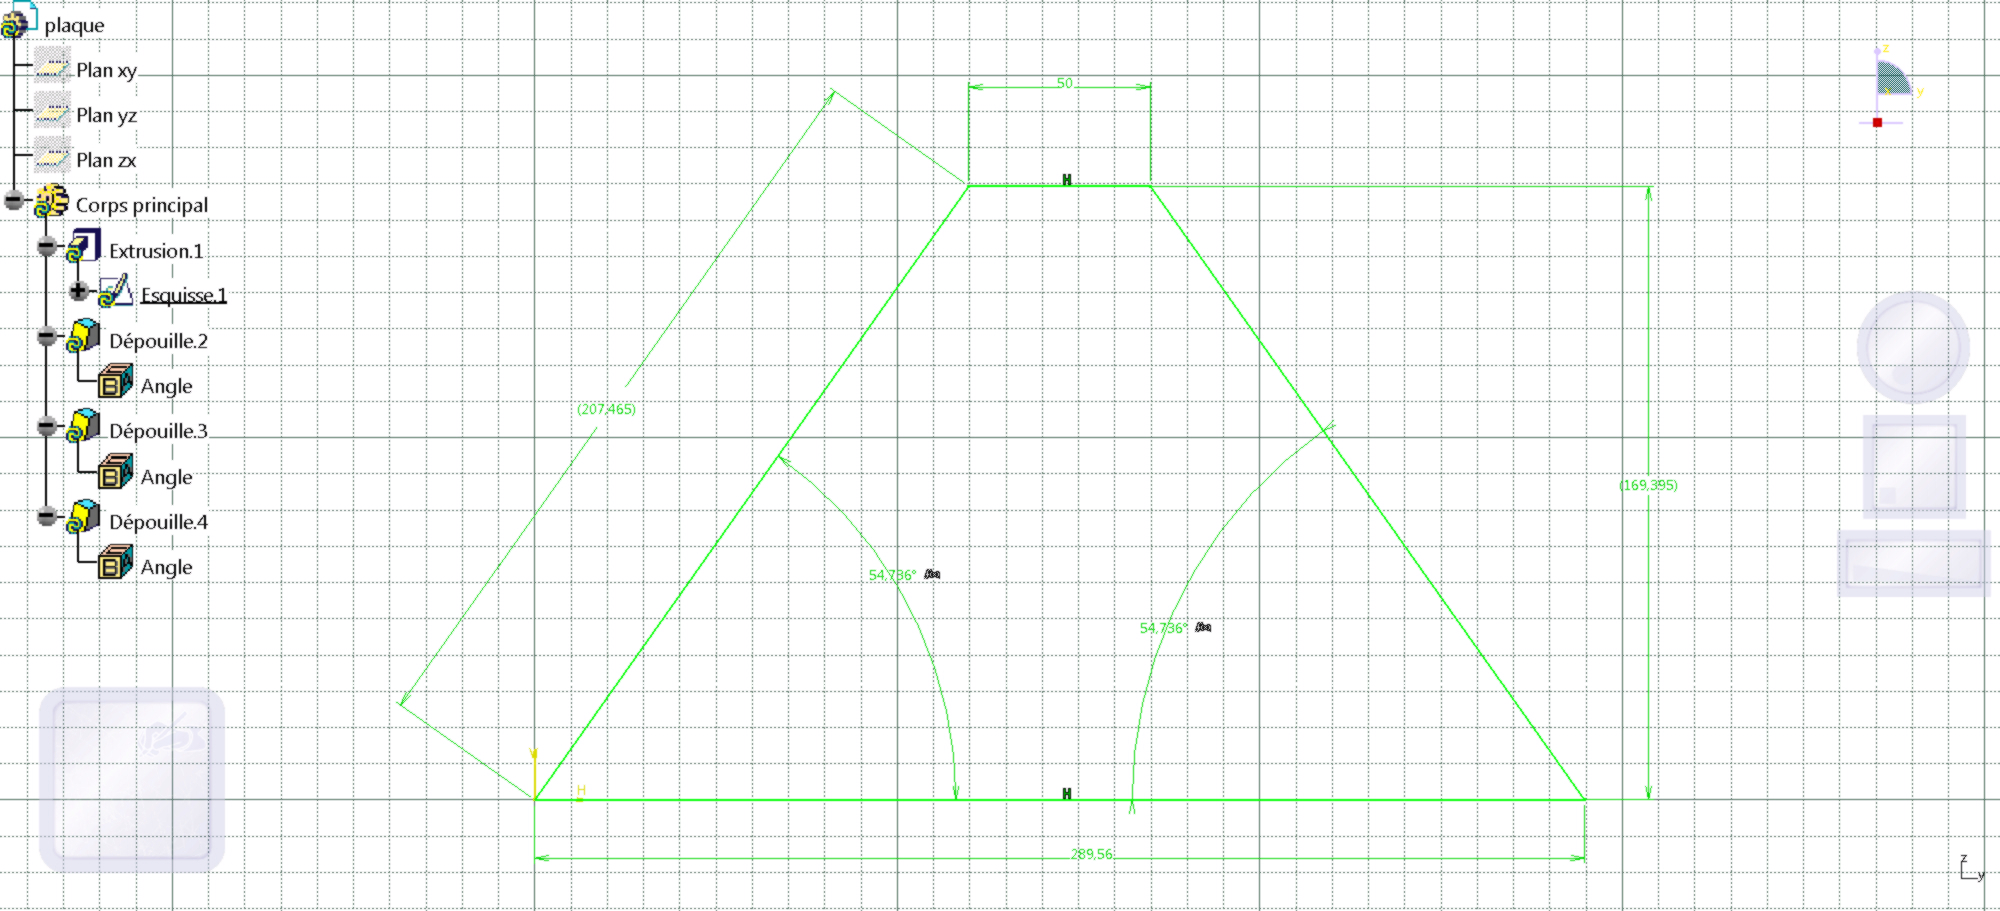 plaque
Plan xy
Plan yz
Plan zx
Corps principal
Extrusion.1
Esquisse.1
Dépouille.2
Angle
Dépouille.3
Angle
Dépouille.4
Angle
50
H
(207,465)
(169,395)
54,736°
54,736°
V
H
H
289,56
z
y
z
y